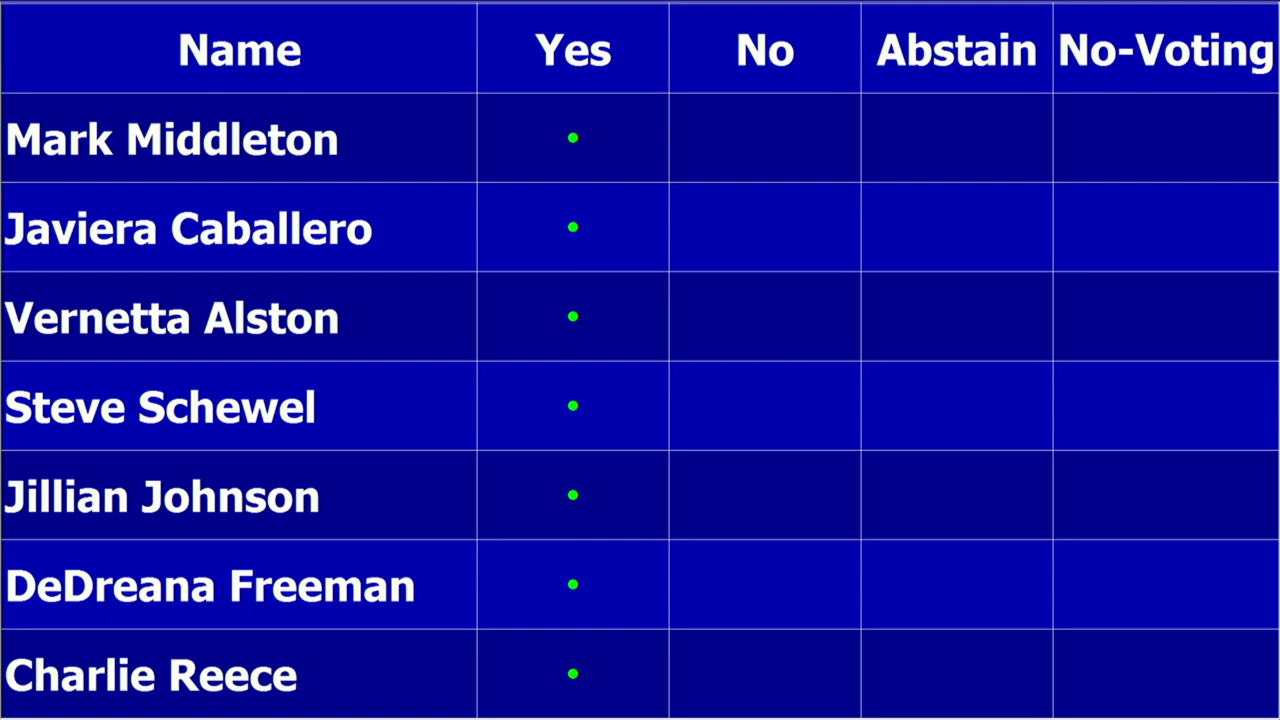 Name Yes No Abstain No-Voting
Mark Middleton
Javiera Caballero
Vernetta Alston
Steve Schewel
Jillian Johnson
DeDreana Freeman
Charlie Reece